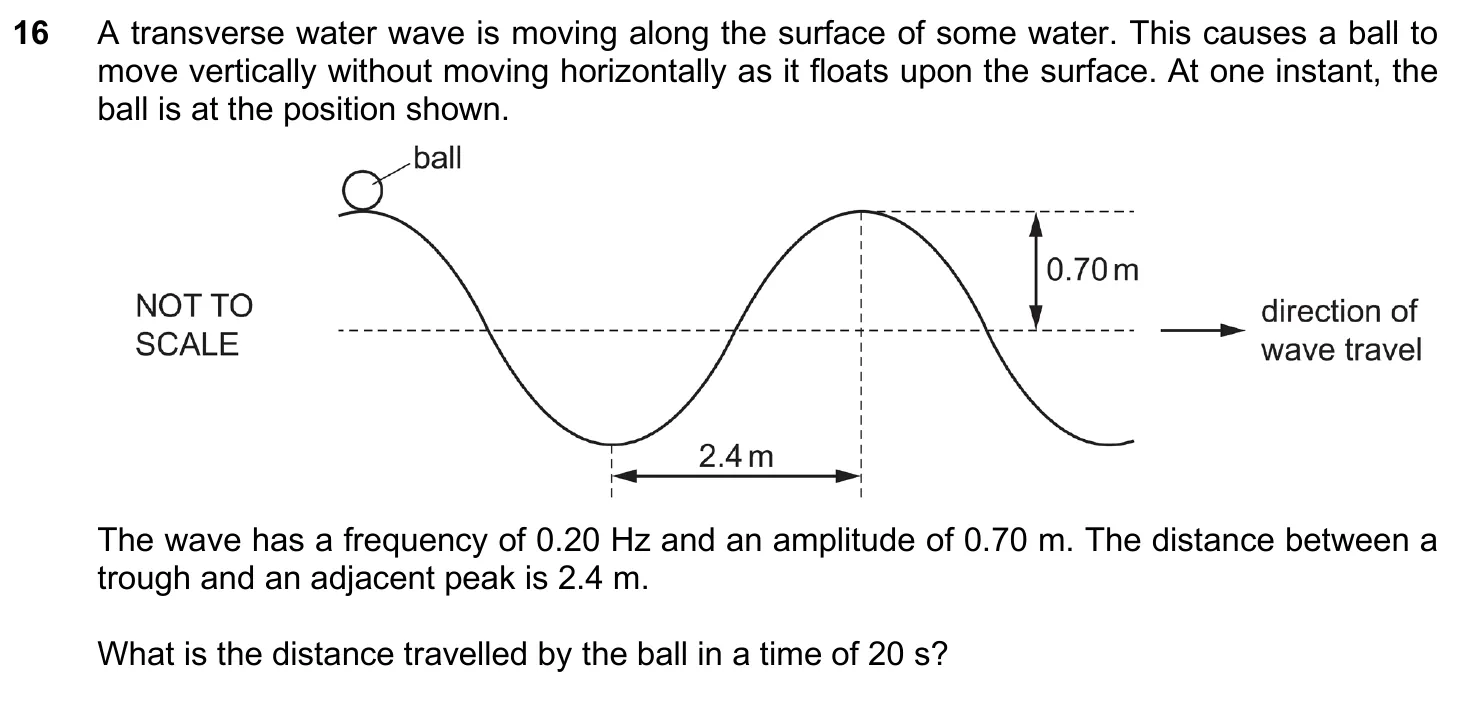 16 A transverse water wave is moving along the surface of some water. This causes a ball to
move vertically without moving horizontally as it floats upon the surface. At one instant, the
ball is at the position shown.
ball
0.70 m
NOT TO
SCALE
direction of
wave travel
2.4 m
The wave has a frequency of 0.20 Hz and an amplitude of 0.70 m. The distance between a
trough and an adjacent peak is 2.4 m.
What is the distance travelled by the ball in a time of 20 s?